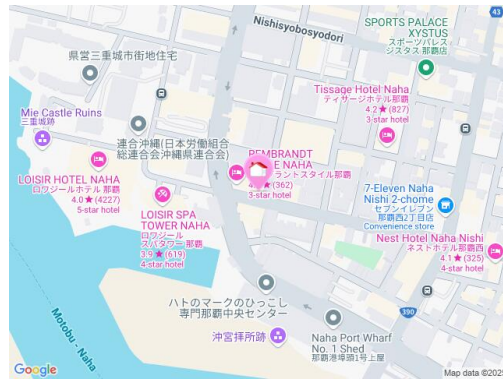 43
Nishisyobosyodori
SPORTS PALACE
XYSTUS
スポーツパレス
ジスタス 那覇店
県営三重城市街地住宅
Tissage Hotel Naha
ティサージホテル那覇
4.2★(827)
3-star hotel
Mie Castle Ruins
三重城跡
連合沖縄(日本労働組合
総連合会沖縄県連合会)
REMBRANDT
NAHA
ラントスタイル那覇
(362)
3-star hotel
LOISIR HOTEL NAHA
ロワジールホテル 那覇
4.0★(4227)
5-star hotel
LOISIR SPA
TOWER NAHA
ロワジール
スパタワー 那覇
3.9★(619)
4-star hotel
7-Eleven Naha
Nishi 2-chome
セブンイレブン
那覇西2丁目店
Convenience store
Nest Hotel Naha Nishi
ネストホテル那覇西
4.1★(325)
4-star hotel
ハトのマークのひっこし
専門那覇中央センター
390
沖宮拝所跡
Naha Port Wharf
No. 1 Shed
那覇港埠頭1号上屋
Motobu - Naha
Google
Map data ©202